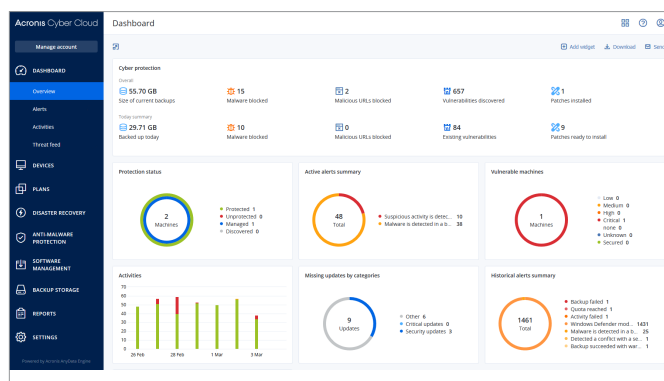 Acronis Cyber Cloud
Dashboard
Manage account
Add widget
Download
Send
DASHBOARD
Overview
Alerts
Activities
Threat feed
DEVICES
PLANS
DISASTER RECOVERY
ANTI-MALWARE
PROTECTION
SOFTWARE
MANAGEMENT
BACKUP STORAGE
REPORTS
SETTINGS
Powered by Acronis AnyData Engine
Cyber protection
Overall
55.70 GB
Size of current backups
15
Malware blocked
2
Malicious URLs blocked
657
Vulnerabilities discovered
1
Patches installed
Today summary
29.71 GB
Backed up today
10
Malware blocked
0
Malicious URLs blocked
84
Existing vulnerabilities
9
Patches ready to install
Protection status
2
Machines
Protected 1
Unprotected 0
Managed 1
Discovered 0
Active alerts summary
48
Total
Suspicious activity is detec... 10
Malware is detected in a b... 38
Vulnerable machines
1
Machines
Low 0
Medium 0
High 0
Critical 1
none 0
Unknown 0
Secured 0
Activities
70
60
50
40
30
20
10
0
26 Feb
28 Feb
1 Mar
3 Mar
Missing updates by categories
9
Updates
Other 6
Critical updates 0
Security updates 3
Historical alerts summary
1461
Total
Backup failed 1
Quota reached 1
Activity failed 1
Windows Defender mod... 1431
Malware is detected in a b... 25
Detected a conflict with a se... 1
Backup succeeded with war... 1